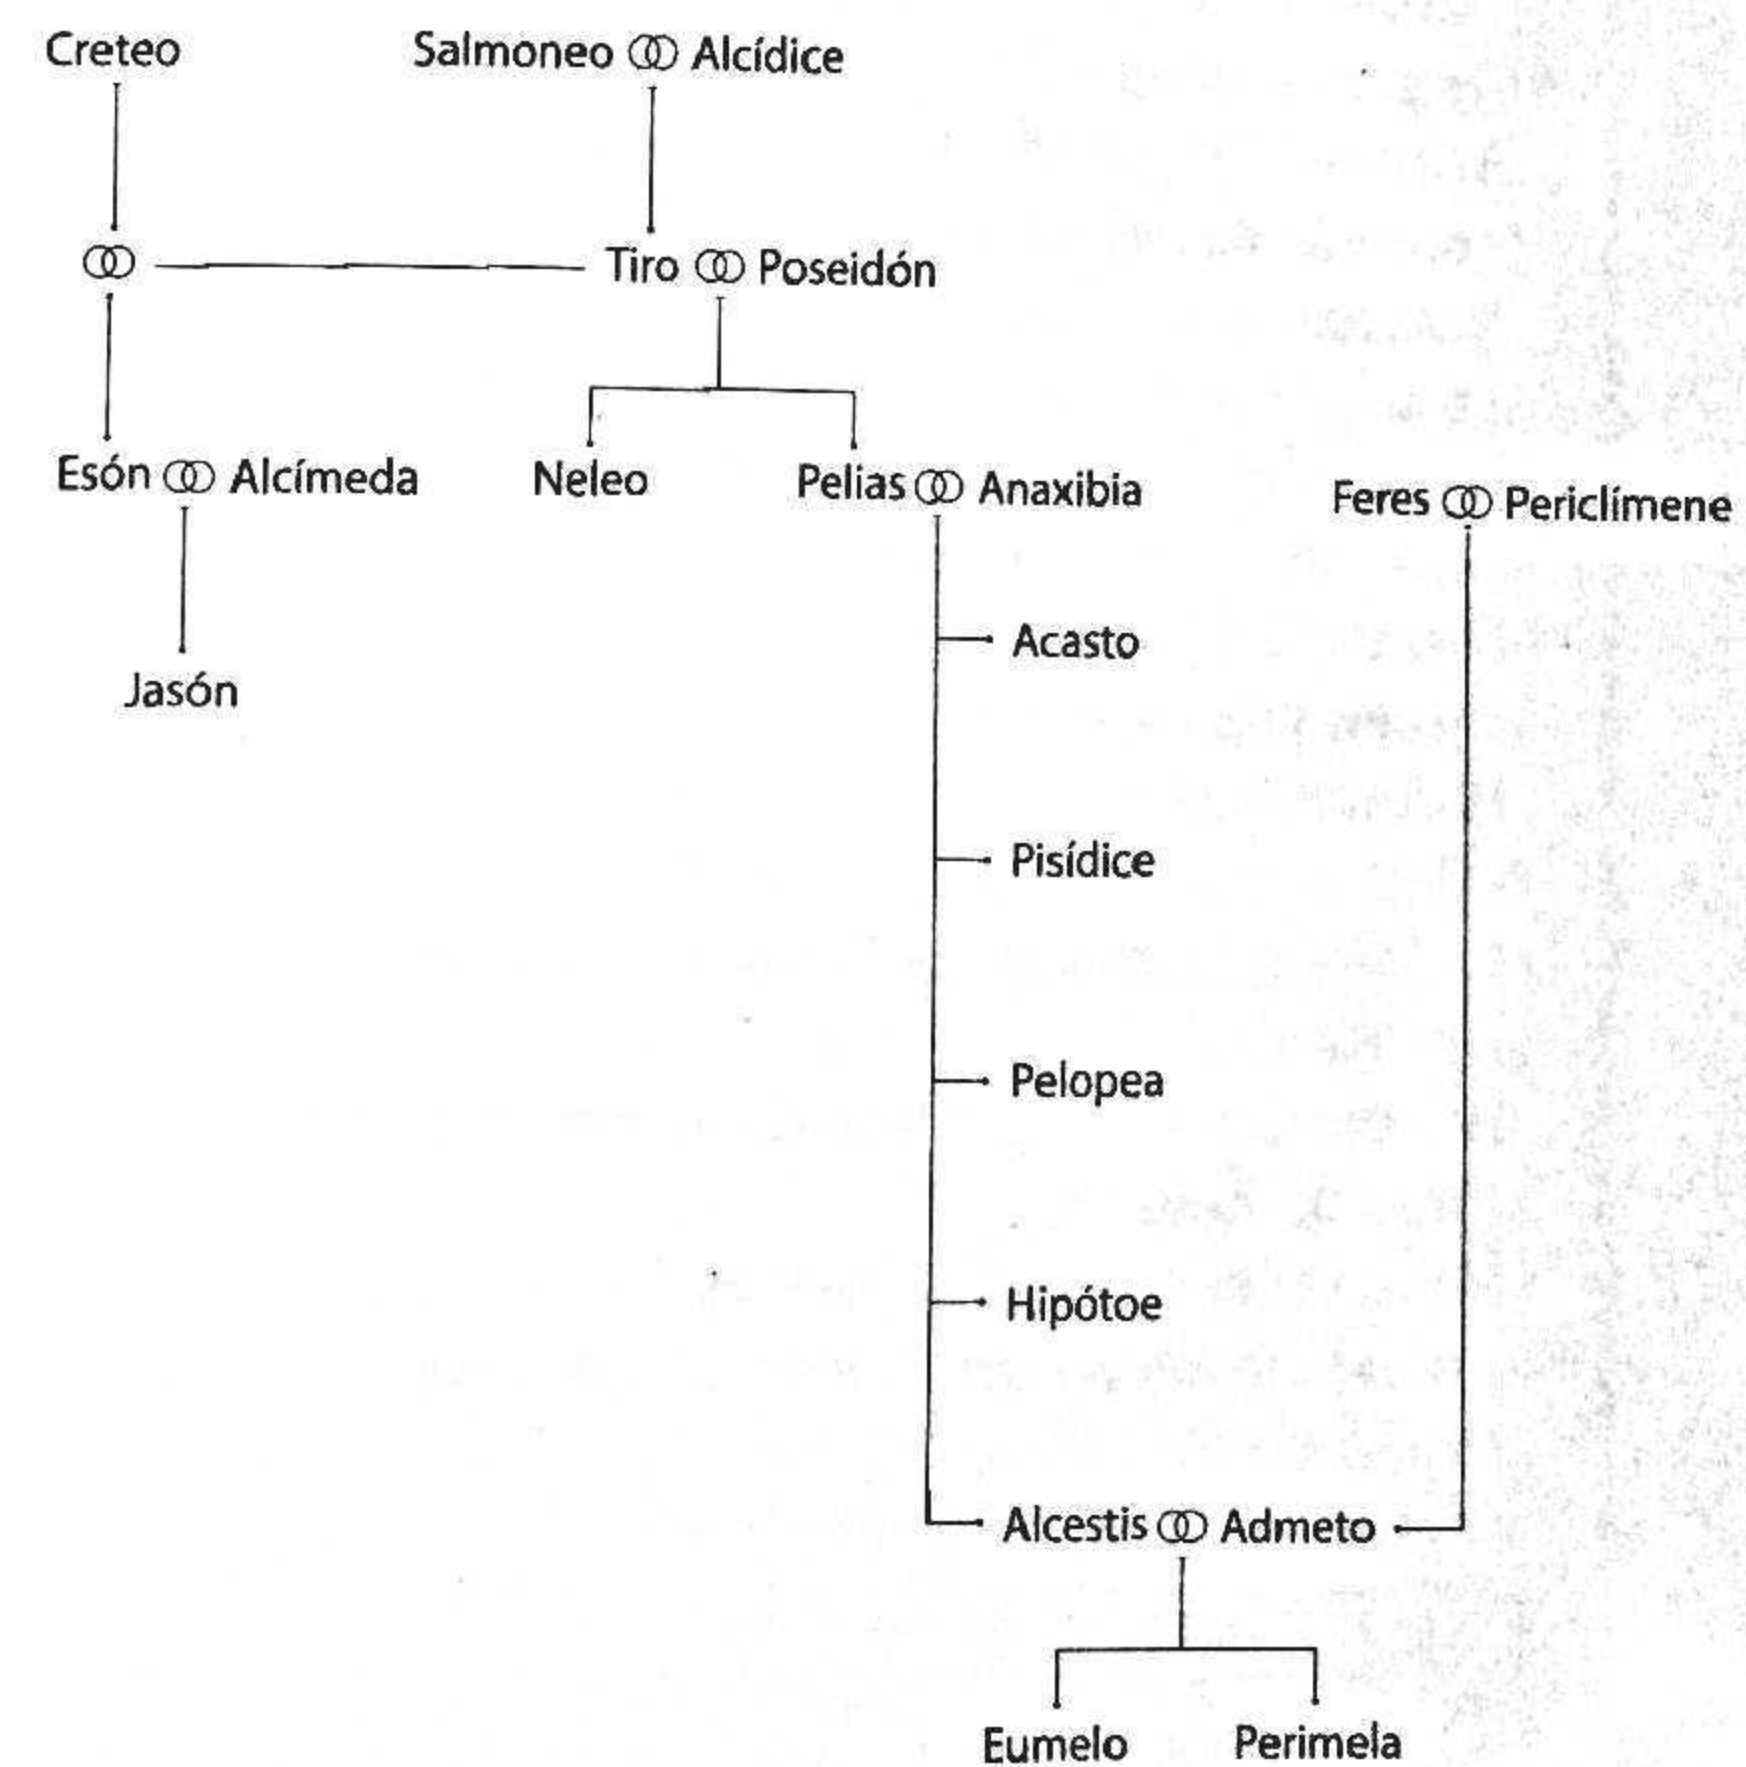 Creteo
Salmoneo Alcídice
Tiro Poseidón
Esón Alcímeda
Neleo
Pelias Anaxibia
Feres Periclímene
Acasto
Jasón
Pisídice
Pelopea
Hipótoe
Alcestis Admeto
Eumelo
Perimela